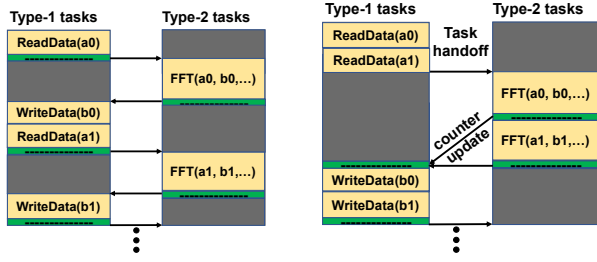 Type-1 tasks
Type-2 tasks
ReadData(a0)
FFT(a0, b0,...)
WriteData(b0)
ReadData(a1)
FFT(a1, b1,...)
WriteData(b1)
Type-1 tasks
Type-2 tasks
ReadData(a0)
Task
handoff
ReadData(a1)
FFT(a0, b0,...)
counter
update
FFT(a1, b1,...)
WriteData(b0)
WriteData(b1)